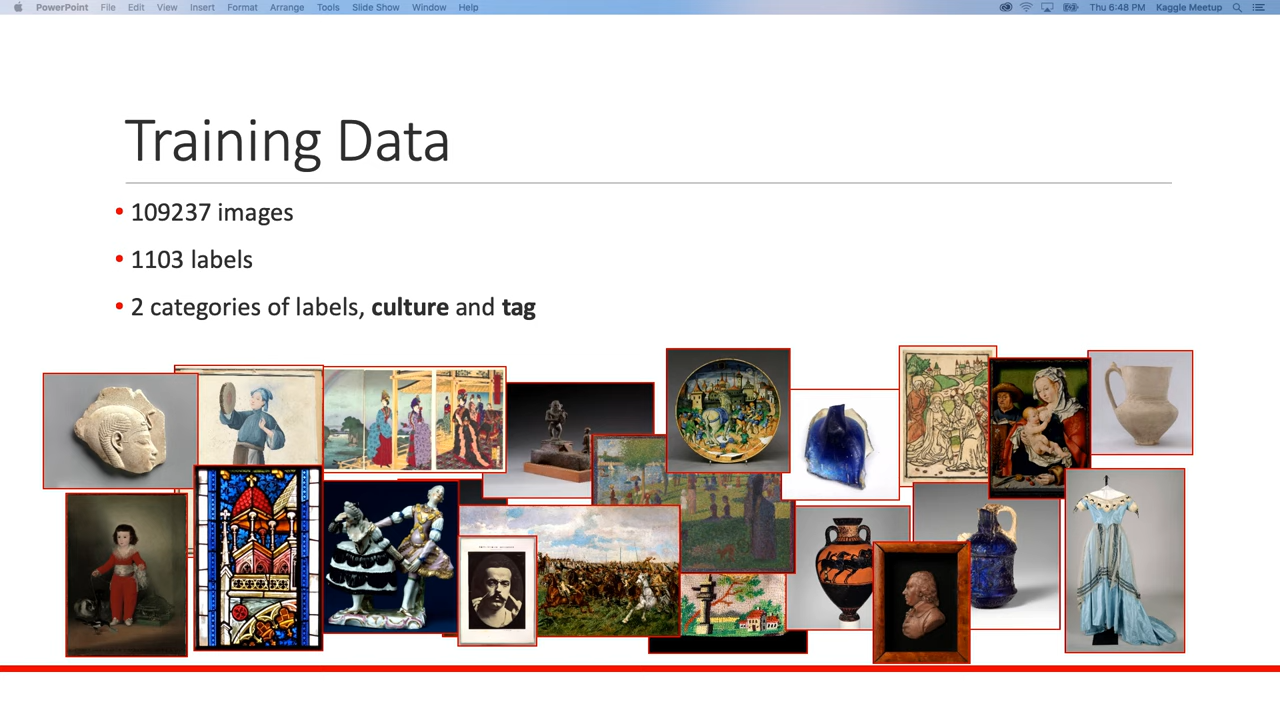 PowerPoint File Edit View Insert Format Arrange Tools Slide Show Window Help Thu 6:48 PM Kaggle Meetup
Training Data
• 109237 images
• 1103 labels
• 2 categories of labels, culture and tag